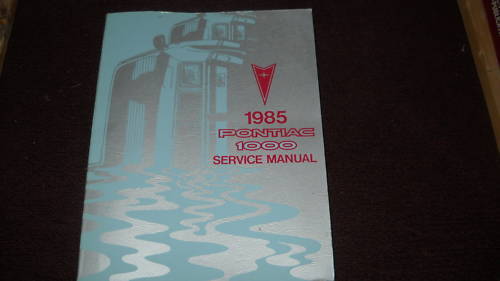 1985
PONTIAC
1000
SERVICE MANUAL